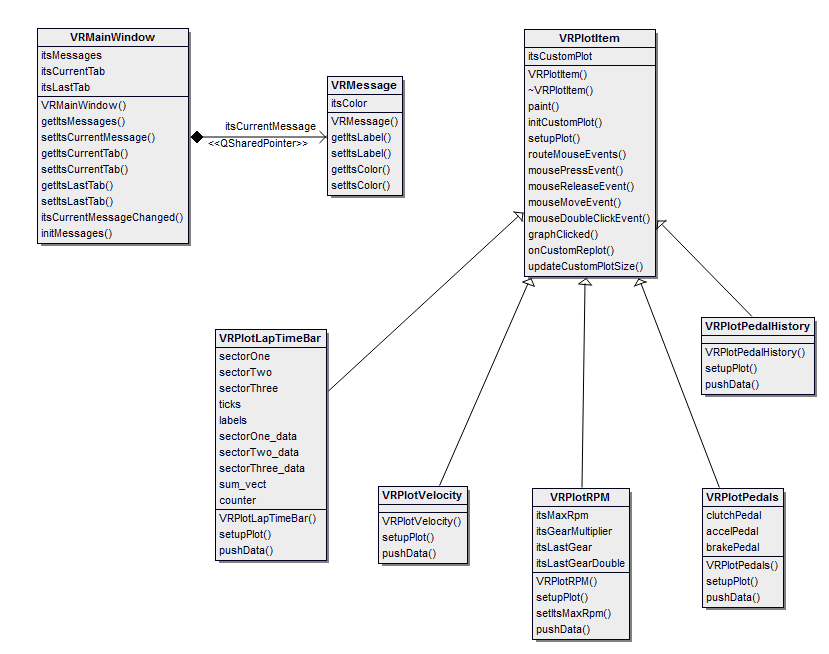 VRMainWindow
itsMessages
itsCurrentTab
itsLastTab
VRMainWindow()
getItsMessages()
setItsCurrentMessage()
getItsCurrentTab()
setItsCurrentTab()
getItsLastTab()
setItsLastTab()
itsCurrentMessageChanged()
initMessages()
itsCurrentMessage
<<QSharedPointer>>
VRMessage
itsColor
VRMessage()
getItsLabel()
setItsLabel()
getItsColor()
setItsColor()
VRPlotItem
itsCustomPlot
VRPlotItem()
~VRPlotItem()
paint()
initCustomPlot()
setupPlot()
routeMouseEvents()
mousePressEvent()
mouseReleaseEvent()
mouseMoveEvent()
mouseDoubleClickEvent()
graphClicked()
onCustomReplot()
updateCustomPlotSize()
VRPlotLapTimeBar
sectorOne
sectorTwo
sectorThree
ticks
labels
sectorOne_data
sectorTwo_data
sectorThree_data
sum_vect
counter
VRPlotLapTimeBar()
setupPlot()
pushData()
VRPlotVelocity
VRPlotVelocity()
setupPlot()
pushData()
VRPlotRPM
itsMaxRpm
itsGearMultiplier
itsLastGear
itsLastGearDouble
VRPlotRPM()
setupPlot()
setItsMaxRpm()
pushData()
VRPlotPedals
clutchPedal
accelPedal
brakePedal
VRPlotPedals()
setupPlot()
pushData()
VRPlotPedalHistory
VRPlotPedalHistory()
setupPlot()
pushData()